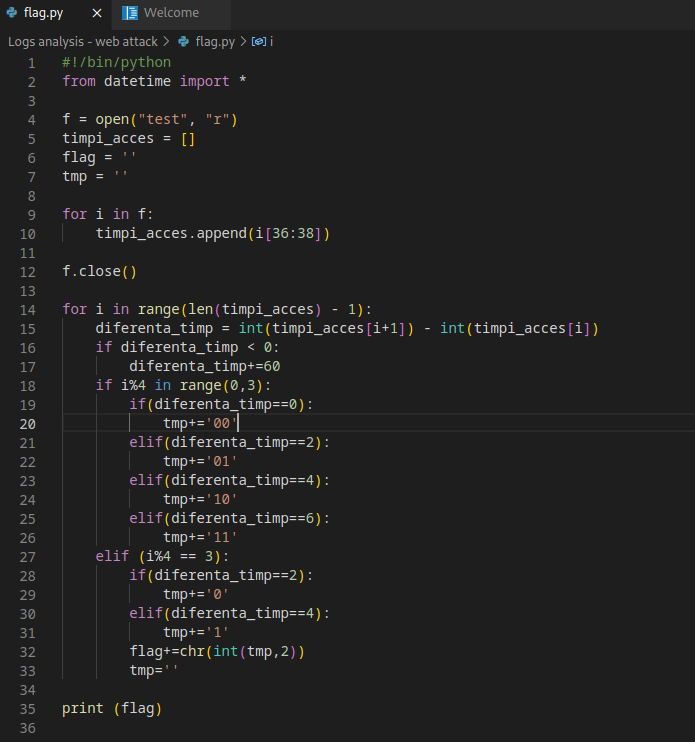 flag.py × Welcome
Logs analysis - web attack > flag.py > i
1 #!/bin/python
2 from datetime import *
3
4 f = open("test", "r")
5 timpi_acces = []
6 flag = ''
7 tmp = ''
8
9 for i in f:
10     timpi_acces.append(i[36:38])
11
12 f.close()
13
14 for i in range(len(timpi_acces) - 1):
15     diferenta_timp = int(timpi_acces[i+1]) - int(timpi_acces[i])
16     if diferenta_timp < 0:
17         diferenta_timp+=60
18     if i%4 in range(0,3):
19         if(diferenta_timp==0):
20             tmp+='00'
21         elif(diferenta_timp==2):
22             tmp+='01'
23         elif(diferenta_timp==4):
24             tmp+='10'
25         elif(diferenta_timp==6):
26             tmp+='11'
27     elif (i%4 == 3):
28         if(diferenta_timp==2):
29             tmp+='0'
30         elif(diferenta_timp==4):
31             tmp+='1'
32         flag+=chr(int(tmp,2))
33         tmp=''
34
35 print (flag)
36